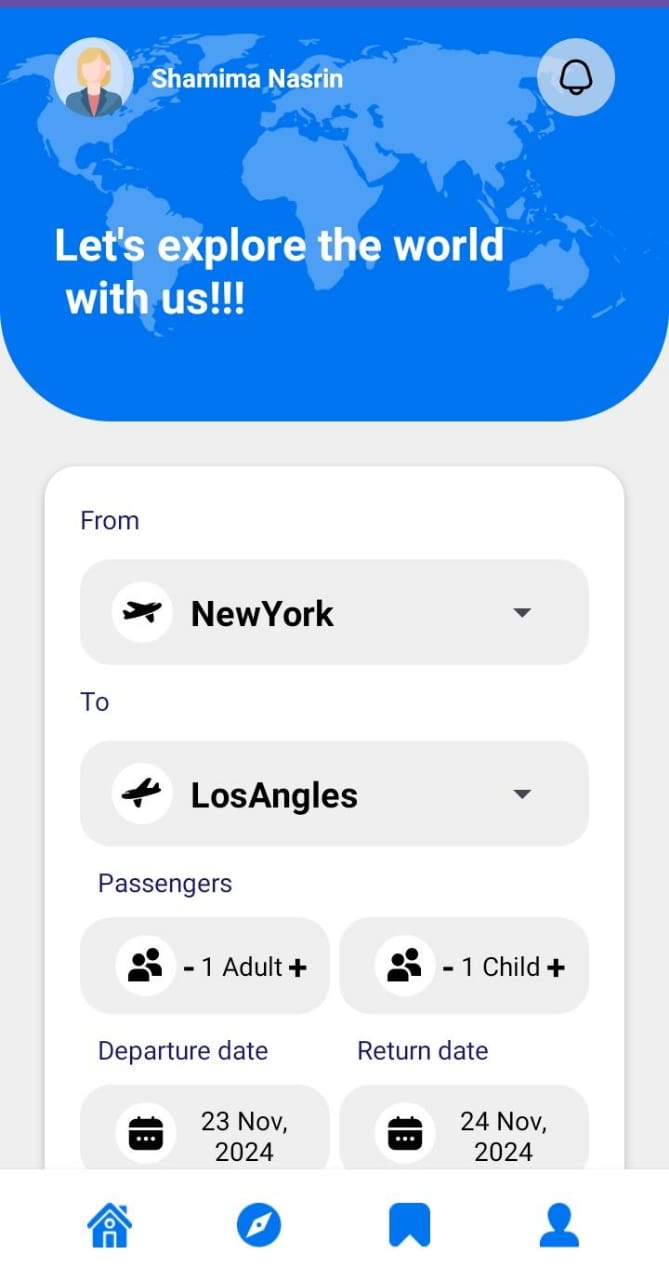 Shamima Nasrin
Let's explore the world
with us!!!
From
NewYork
To
LosAngles
Passengers
- 1 Adult +
- 1 Child +
Departure date
Return date
23 Nov,
2024
24 Nov,
2024